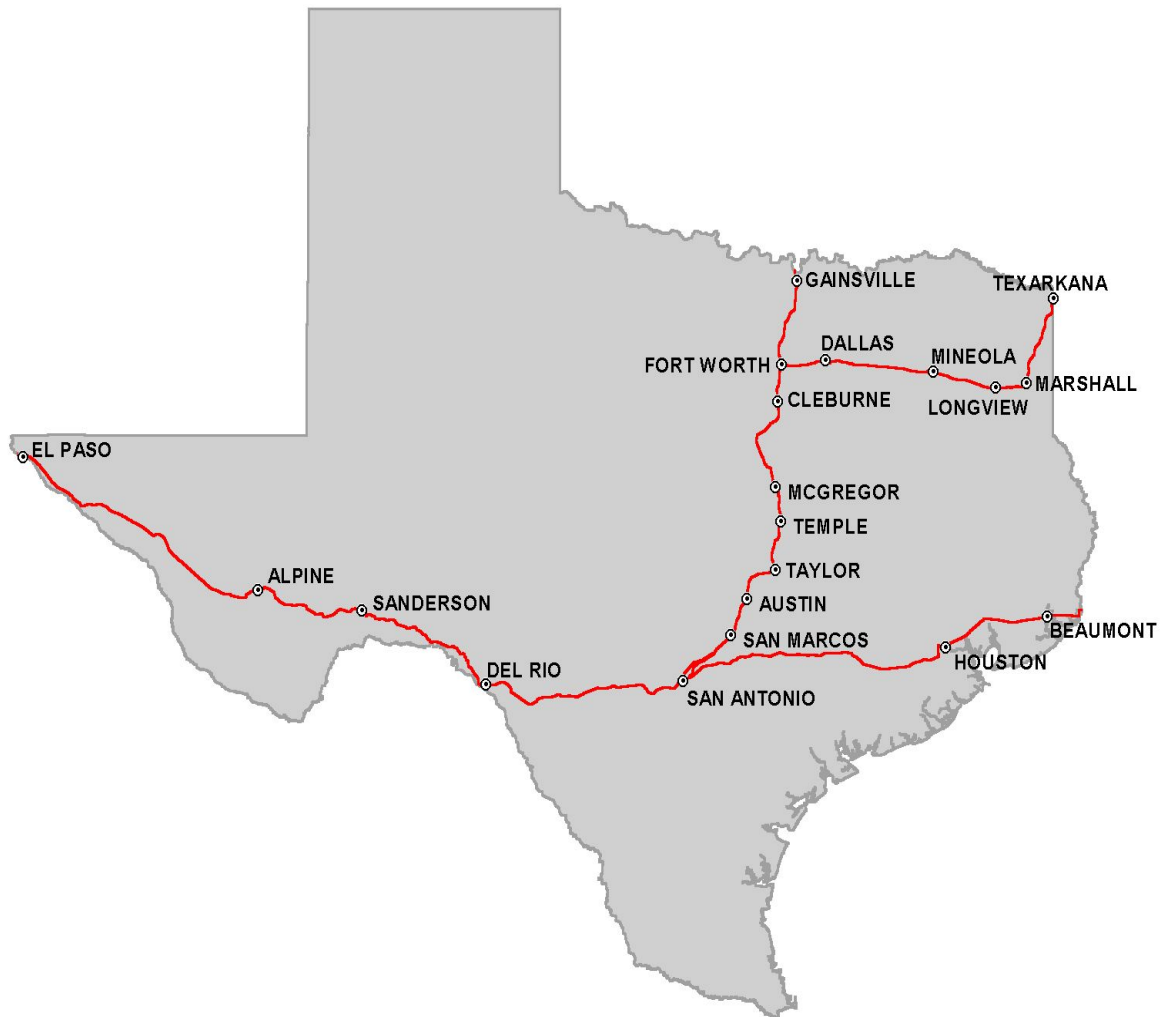 GAINSVILLE
TEXARKANA
DALLAS
MINEOLA
FORT WORTH
MARSHALL
CLEBURNE
LONGVIEW
EL PASO
MCGREGOR
TEMPLE
TAYLOR
ALPINE
SANDERSON
AUSTIN
BEAUMONT
SAN MARCOS
HOUSTON
DEL RIO
SAN ANTONIO